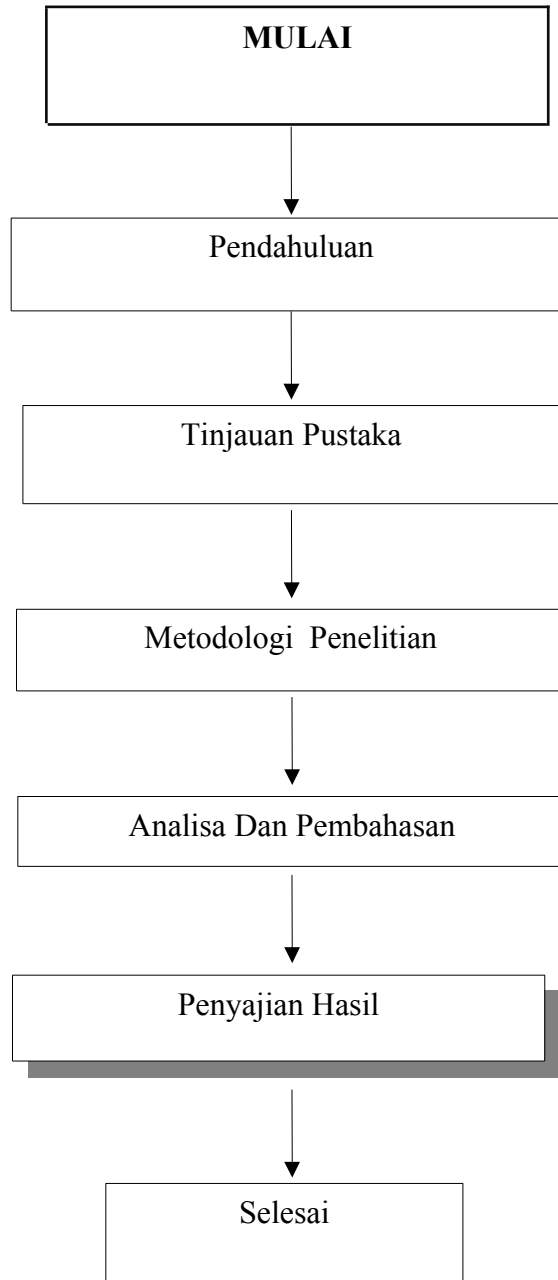 MULAI
Pendahuluan
Tinjauan Pustaka
Metodologi Penelitian
Analisa Dan Pembahasan
Penyajian Hasil
Selesai